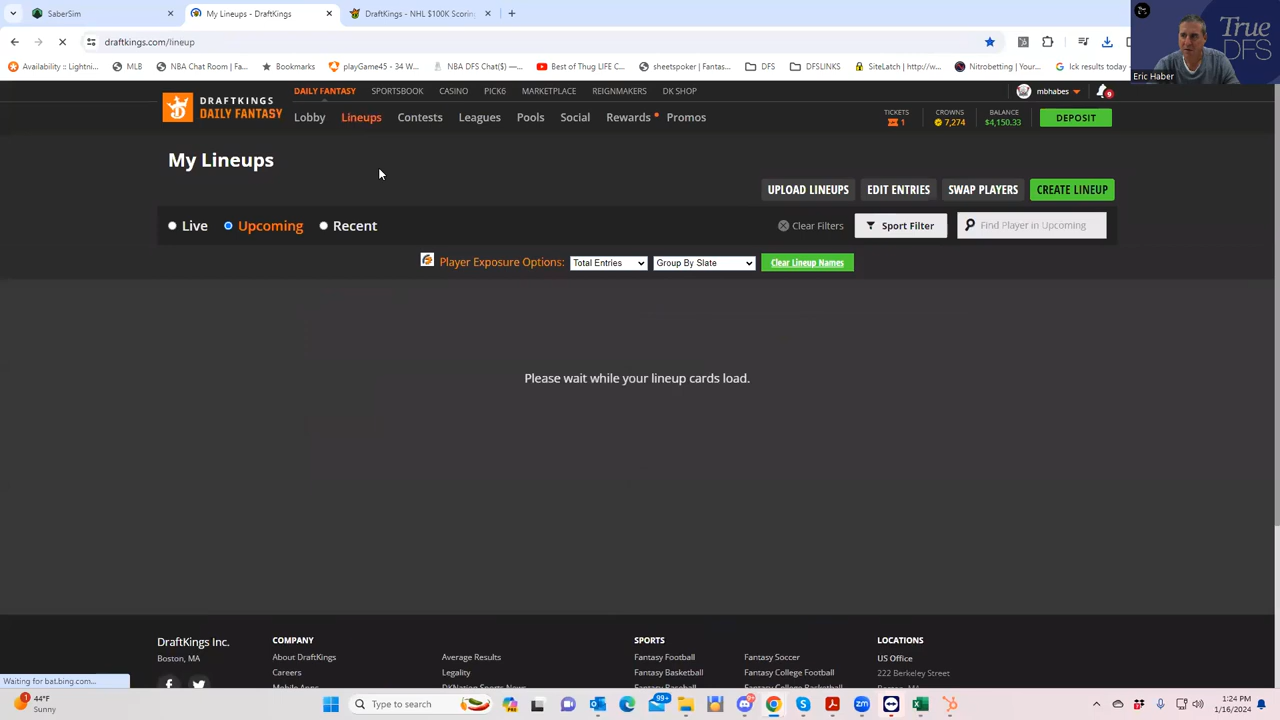 SaberSim
My Lineups - DraftKings
DraftKings - NHL $100K Scorin
draftkings.com/lineup
Availability :: Lightni...
MLB
NBA Chat Room | Fa...
Bookmarks
playGame45 - 34 W...
NBA DFS Chat($) —...
Best of Thug LIFE C...
sheetspoker | Fantas...
DFS
DFSLINKS
SiteLatch | http://w...
Nitrobetting | Your...
Ick results today
True
DFS
Eric Haber
DRAFTKINGS
DAILY FANTASY
DAILY FANTASY
SPORTSBOOK
CASINO
PICK6
MARKETPLACE
REIGNMAKERS
DK SHOP
mbhabes
9
Lobby
Lineups
Contests
Leagues
Pools
Social
Rewards
Promos
TICKETS
1
CROWNS
7,274
BALANCE
$4,150.33
DEPOSIT
My Lineups
UPLOAD LINEUPS
EDIT ENTRIES
SWAP PLAYERS
CREATE LINEUP
Live
Upcoming
Recent
Clear Filters
Sport Filter
Find Player in Upcoming
Player Exposure Options:
Total Entries
Group By Slate
Clear Lineup Names
Please wait while your lineup cards load.
DraftKings Inc.
Boston, MA
COMPANY
About DraftKings
Careers
Average Results
Legality
SPORTS
Fantasy Football
Fantasy Basketball
Fantasy Soccer
Fantasy College Football
LOCATIONS
US Office
222 Berkeley Street
Waiting for bat.bing.com...
1
44°F
Sunny
Type to search
99+
1:24 PM
1/16/2024